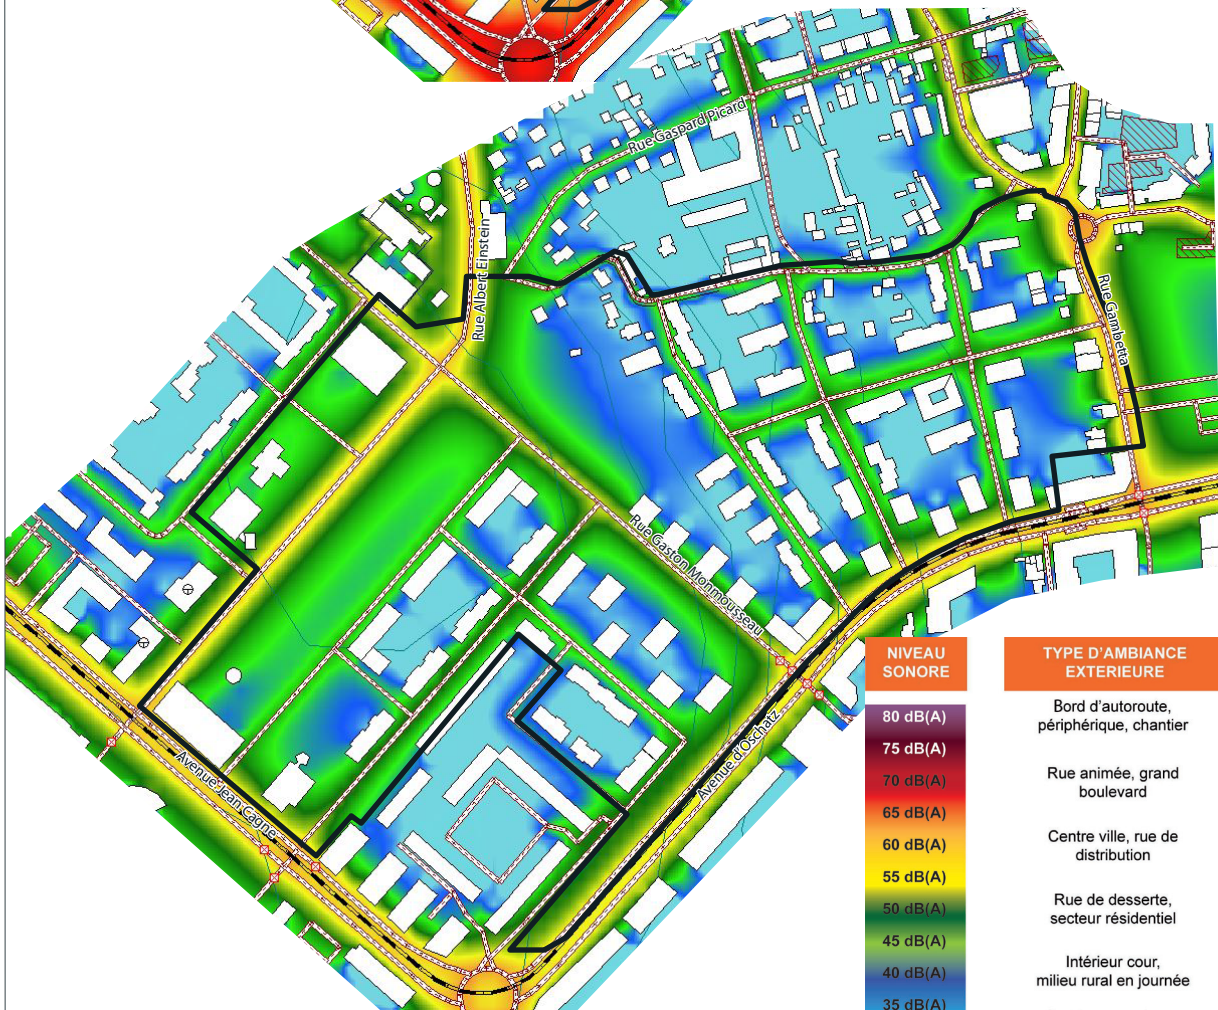 Rue Gaspard Picard
Rue Albert Einstein
Rue Gambetta
Rue Gaston Monmousseau
Avenue d'Oschatz
Avenue Jean Cagne
NIVEAU
SONORE
80 dB(A)
75 dB(A)
70 dB(A)
65 dB(A)
60 dB(A)
55 dB(A)
50 dB(A)
45 dB(A)
40 dB(A)
35 dB(A)
TYPE D'AMBIANCE
EXTERIEURE
Bord d'autoroute,
périphérique, chantier
Rue animée, grand
boulevard
Centre ville, rue de
distribution
Rue de desserte,
secteur résidentiel
Intérieur cour,
milieu rural en journée